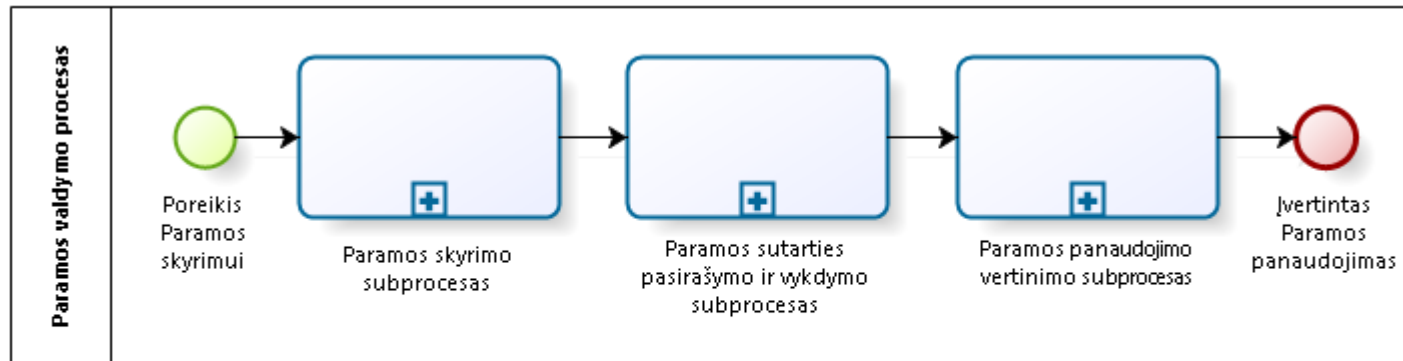 Paramos valdymo procesas
Poreikis
Paramos
skyrimui
Paramos skyrimo
subprocesas
Paramos sutarties
pasirašymo ir vykdymo
subprocesas
Paramos panaudojimo
vertinimo subprocesas
Įvertintas
Paramos
panaudojimas